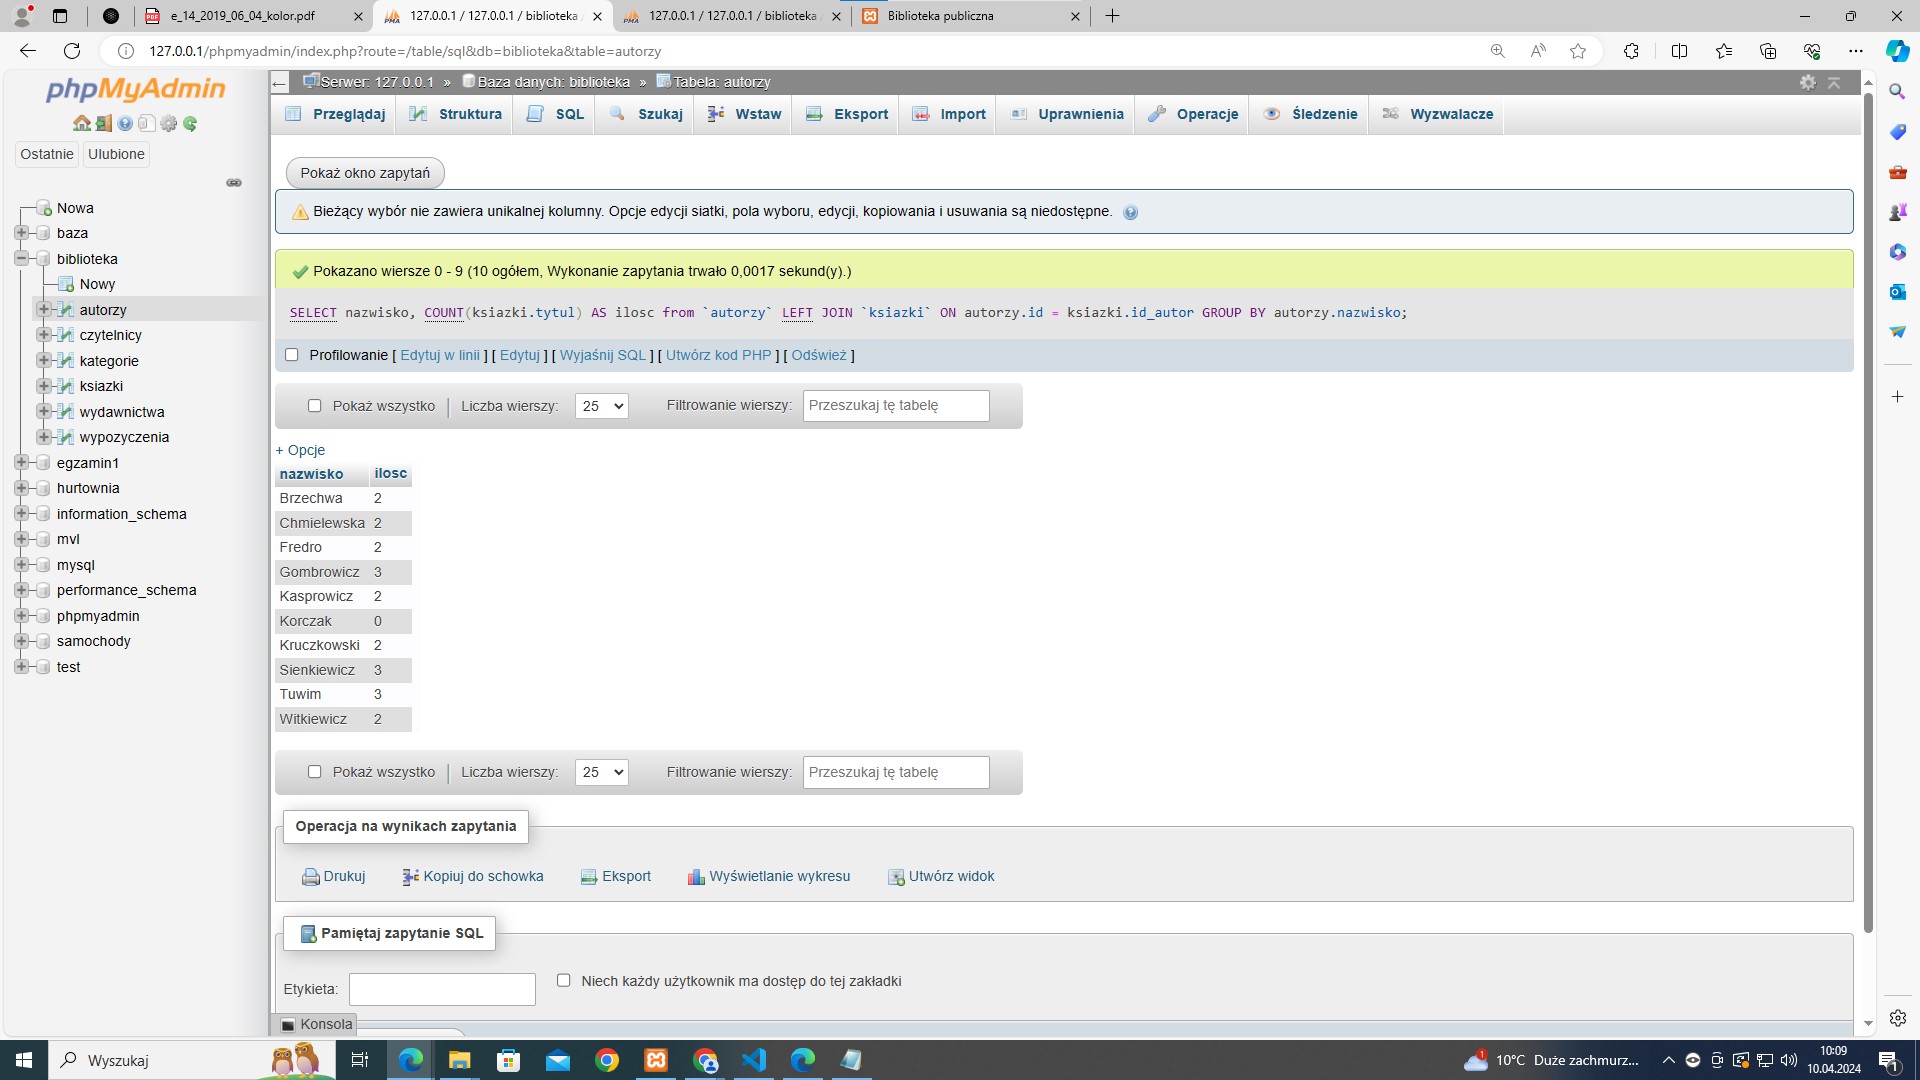 e_14_2019_06_04_kolor.pdf
127.0.0.1 / 127.0.0.1 / biblioteka
127.0.0.1 / 127.0.0.1 / biblioteka
Biblioteka publiczna
127.0.0.1/phpmyadmin/index.php?route=/table/sql&db=biblioteka&table=autorzy
phpMyAdmin
Ostatnie
Ulubione
Nowa
baza
biblioteka
Nowy
autorzy
czytelnicy
kategorie
ksiazki
wydawnictwa
wypozyczenia
egzamin1
hurtownia
information_schema
mvl
mysql
performance_schema
phpmyadmin
samochody
test
Serwer: 127.0.0.1 » Baza danych: biblioteka » Tabela: autorzy
Przeglądaj Struktura SQL Szukaj Wstaw Eksport Import Uprawnienia Operacje Śledzenie Wyzwalacze
Pokaż okno zapytań
Bieżący wybór nie zawiera unikalnej kolumny. Opcje edycji siatki, pola wyboru, edycji, kopiowania i usuwania są niedostępne.
Pokazano wiersze 0 - 9 (10 ogółem, Wykonanie zapytania trwało 0,0017 sekund(y).)
SELECT nazwisko, COUNT(ksiazki.tytul) AS ilosc from `autorzy` LEFT JOIN `ksiazki` ON autorzy.id = ksiazki.id_autor GROUP BY autorzy.nazwisko;
Profilowanie [ Edytuj w linii ] [ Edytuj ] [ Wyjaśnij SQL ] [ Utwórz kod PHP ] [ Odśwież ]
Pokaż wszystko | Liczba wierszy: 25 Filtrowanie wierszy: Przeszukaj tę tabelę
+ Opcje
nazwisko ilosc
Brzechwa 2
Chmielewska 2
Fredro 2
Gombrowicz 3
Kasprowicz 2
Korczak 0
Kruczkowski 2
Sienkiewicz 3
Tuwim 3
Witkiewicz 2
Pokaż wszystko | Liczba wierszy: 25 Filtrowanie wierszy: Przeszukaj tę tabelę
Operacja na wynikach zapytania
Drukuj Kopiuj do schowka Eksport Wyświetlanie wykresu Utwórz widok
Pamiętaj zapytanie SQL
Etykieta: Niech każdy użytkownik ma dostęp do tej zakładki
Konsola
Wyszukaj
1
10°C Duże zachmurz...
10:09
10.04.2024
1